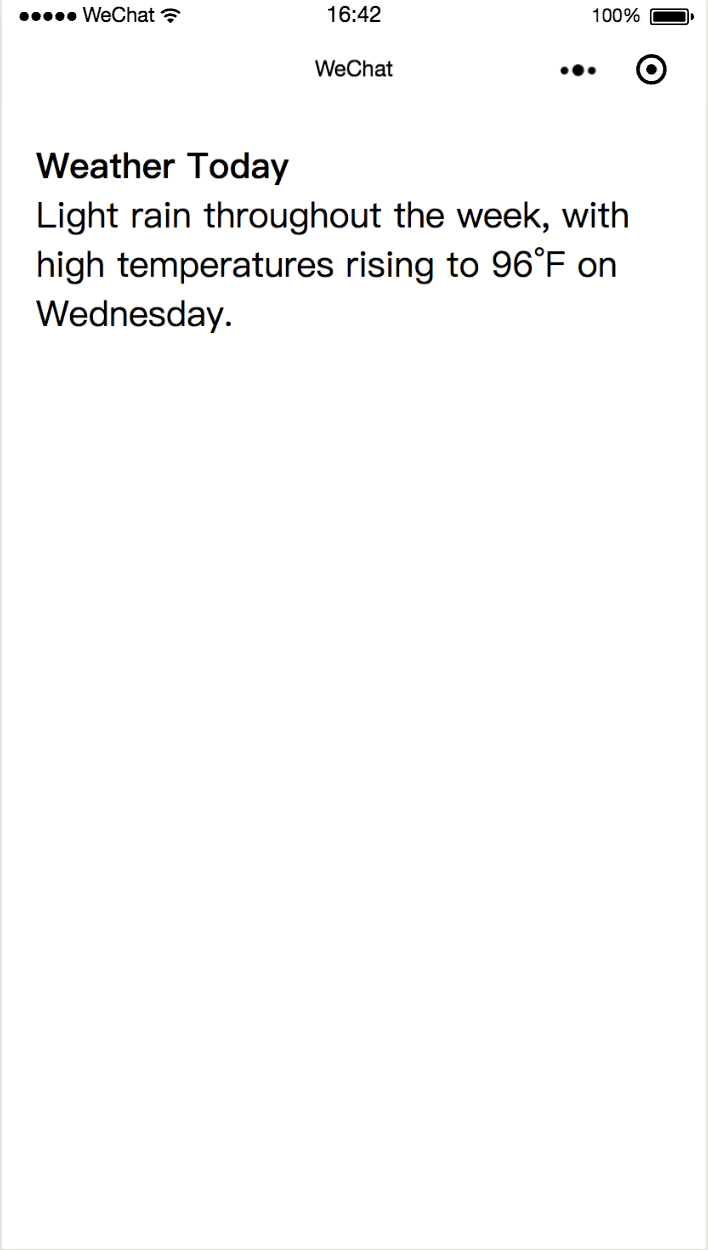 ●●●●● WeChat 16:42 100%
WeChat
Weather Today
Light rain throughout the week, with
high temperatures rising to 96°F on
Wednesday.